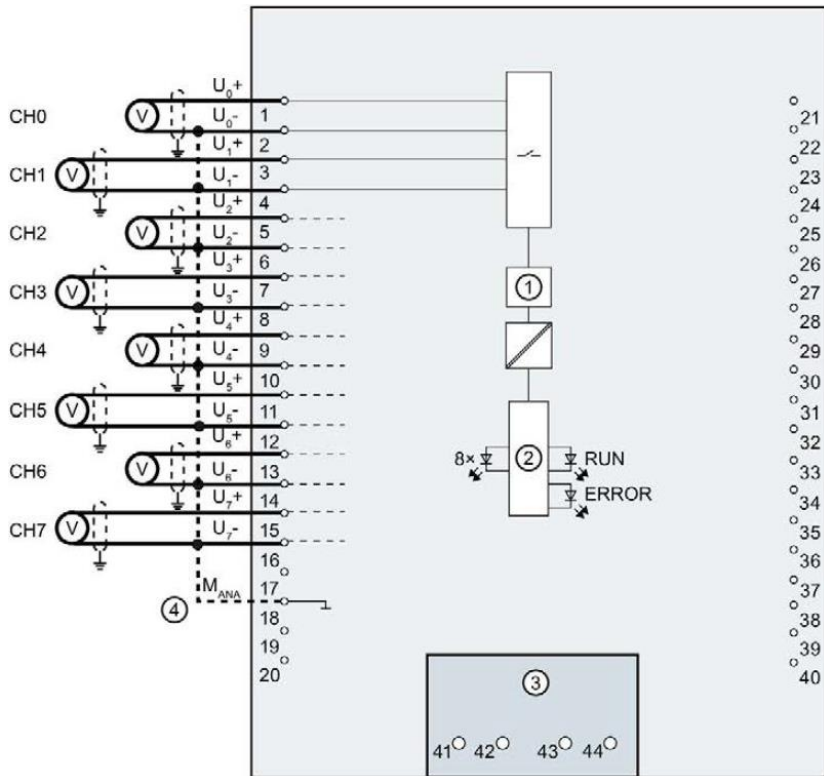 CH0 V U₀+ 1
U₀- 2
CH1 V U₁+ 3
U₁- 4
CH2 V U₂+ 5
U₂- 6
CH3 V U₃+ 7
U₃- 8
CH4 V U₄+ 9
U₄- 10
CH5 V U₅+ 11
U₅- 12
CH6 V U₆+ 13
U₆- 14
CH7 V U₇+ 15
U₇- 16
17
④ M_ANA 18
19
20
①
8× ② RUN
ERROR
③
41 42 43 44
21
22
23
24
25
26
27
28
29
30
31
32
33
34
35
36
37
38
39
40